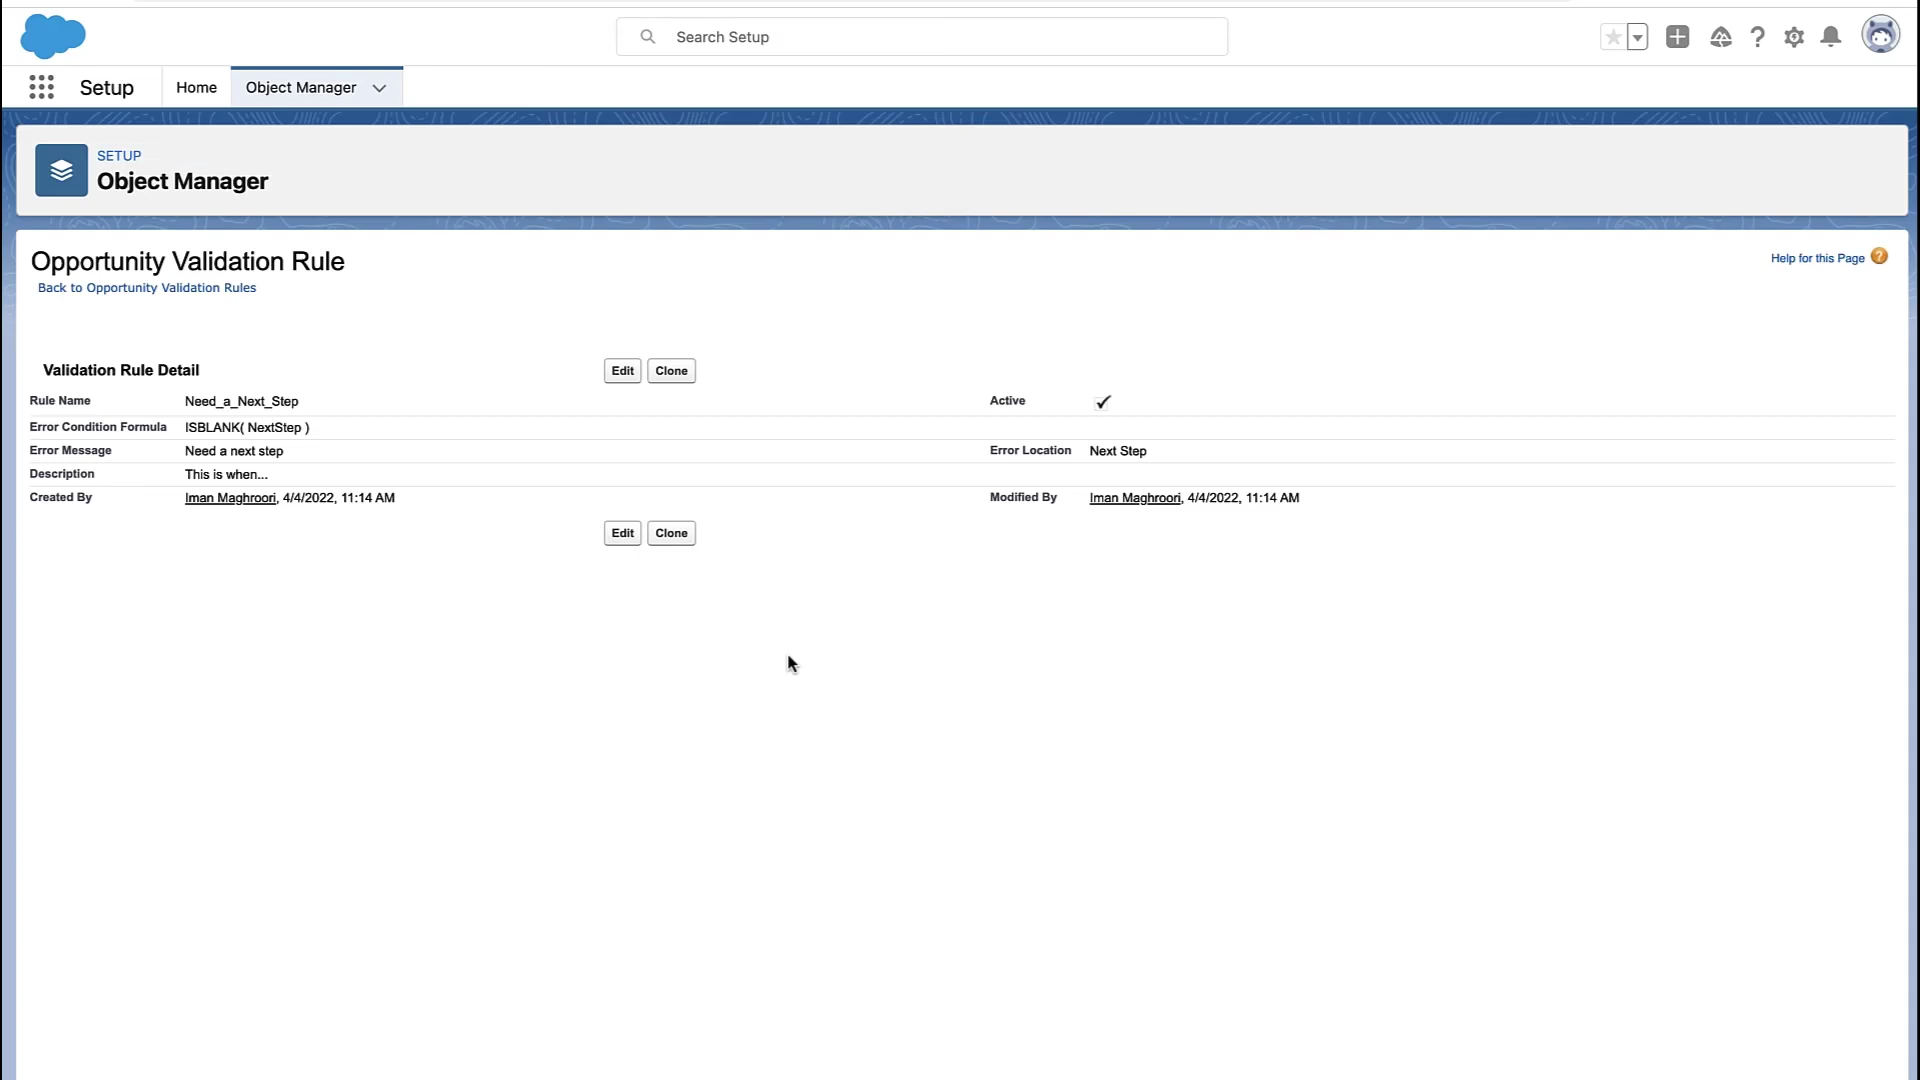 Search Setup
Setup Home Object Manager
SETUP
Object Manager
Opportunity Validation Rule
Help for this Page ?
Back to Opportunity Validation Rules
Validation Rule Detail Edit Clone
Rule Name Need_a_Next_Step Active
Error Condition Formula ISBLANK( NextStep )
Error Message Need a next step Error Location Next Step
Description This is when...
Created By Iman Maghroori, 4/4/2022, 11:14 AM Modified By Iman Maghroori, 4/4/2022, 11:14 AM
Edit Clone